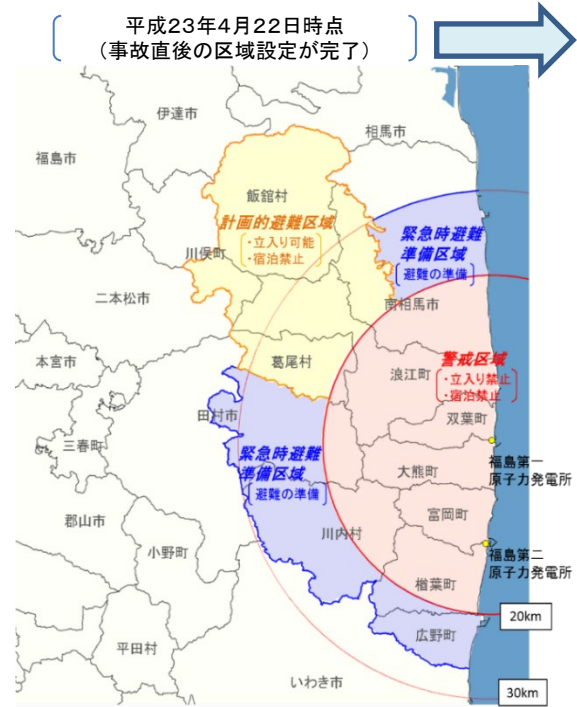 平成23年4月22日時点
（事故直後の区域設定が完了）
伊達市
相馬市
福島市
飯舘村
計画的避難区域
・立入り可能
・宿泊禁止
緊急時避難
準備区域
避難の準備
川俣町
二本松市
南相馬市
本宮市
葛尾村
浪江町
警戒区域
・立入り禁止
・宿泊禁止
田村市
双葉町
三春町
緊急時避難
準備区域
避難の準備
大熊町
福島第一
原子力発電所
郡山市
小野町
川内村
富岡町
福島第二
原子力発電所
楢葉町
20km
広野町
平田村
いわき市
30km